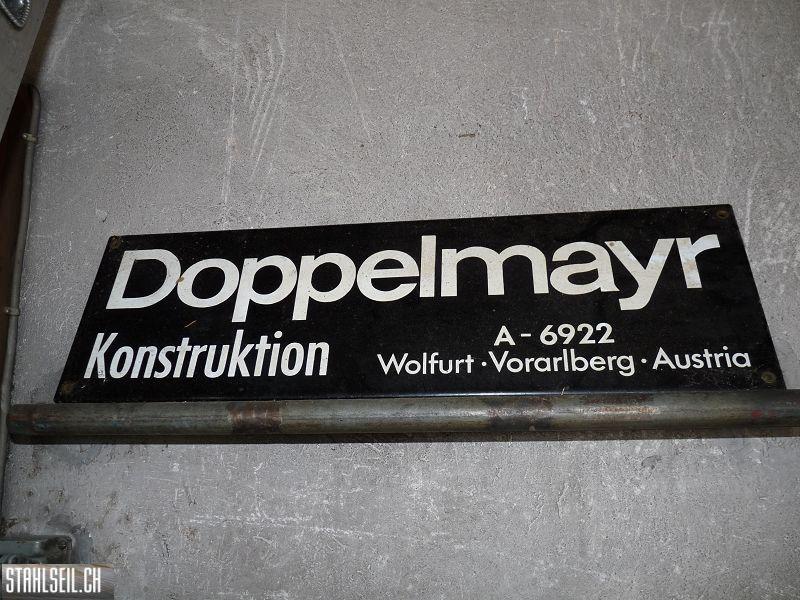 Doppelmayr
Konstruktion
A-6922
Wolfurt · Vorarlberg · Austria
STAHLSEIL.CH